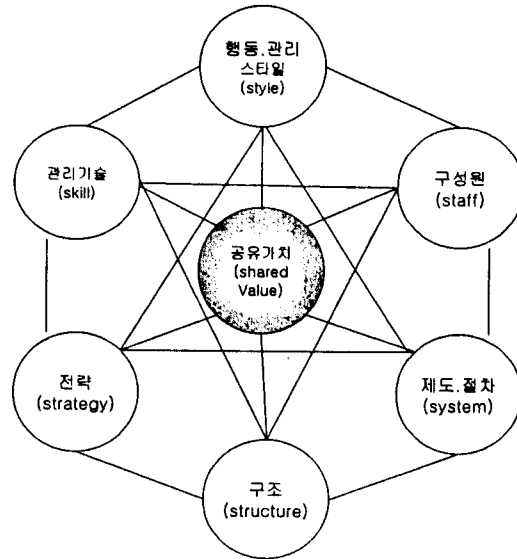 행동.관리
스타일
(style)
관리기술
(skill)
구성원
(staff)
공유가치
(shared
Value)
전략
(strategy)
제도.절차
(system)
구조
(structure)